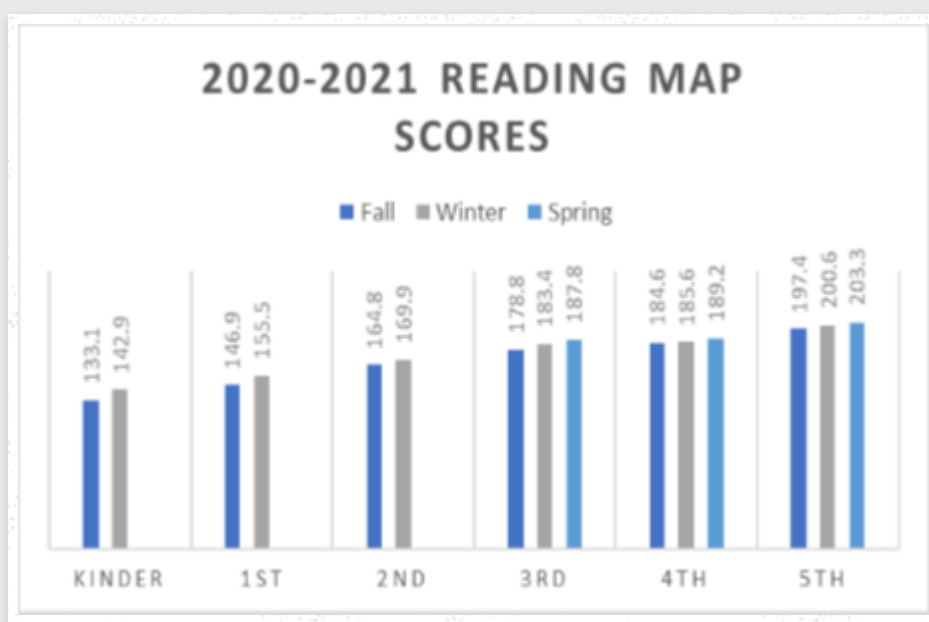 2020-2021 READING MAP
SCORES
Fall Winter Spring
133.1 142.9 146.9 155.5 164.8 169.9 178.8 183.4 187.8 184.6 185.6 189.2 197.4 200.6 203.3
KINDER 1ST 2ND 3RD 4TH 5TH